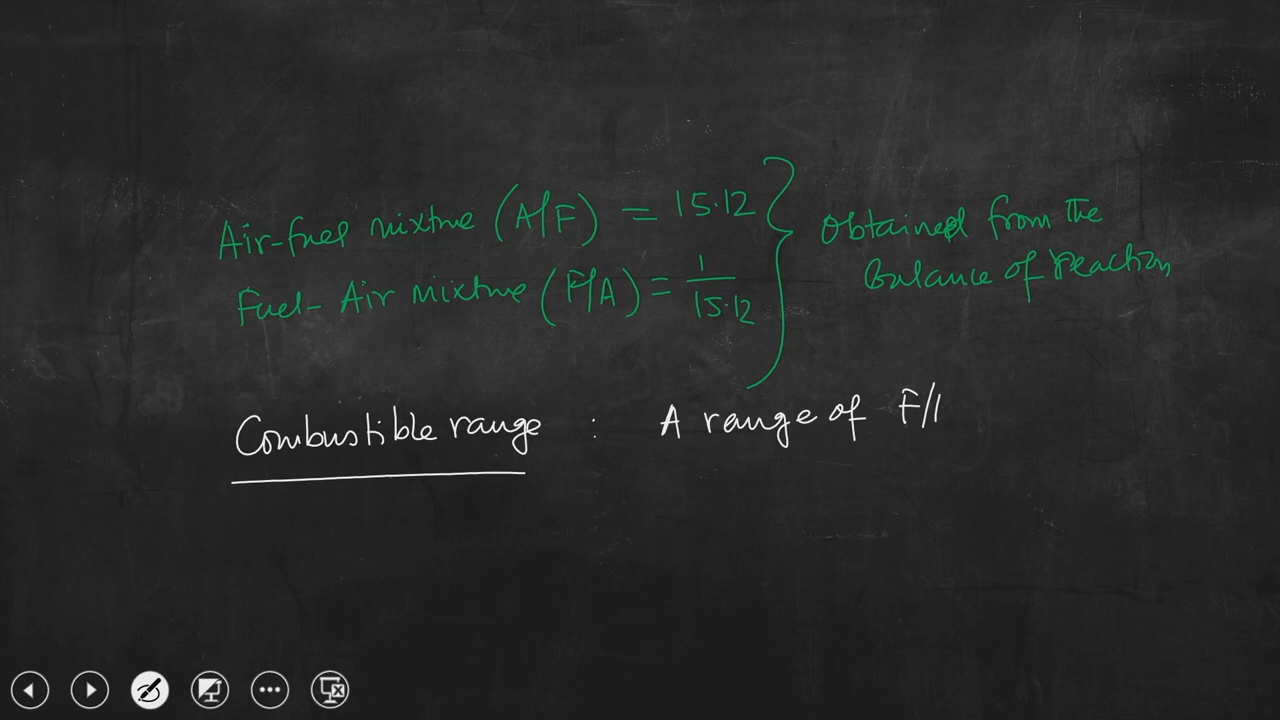 Air-fuel mixture (A/F) = 15.12
Fuel-Air mixture (F/A) = 1/15.12
Obtained from the
balance of reaction
Combustible range : A range of F/